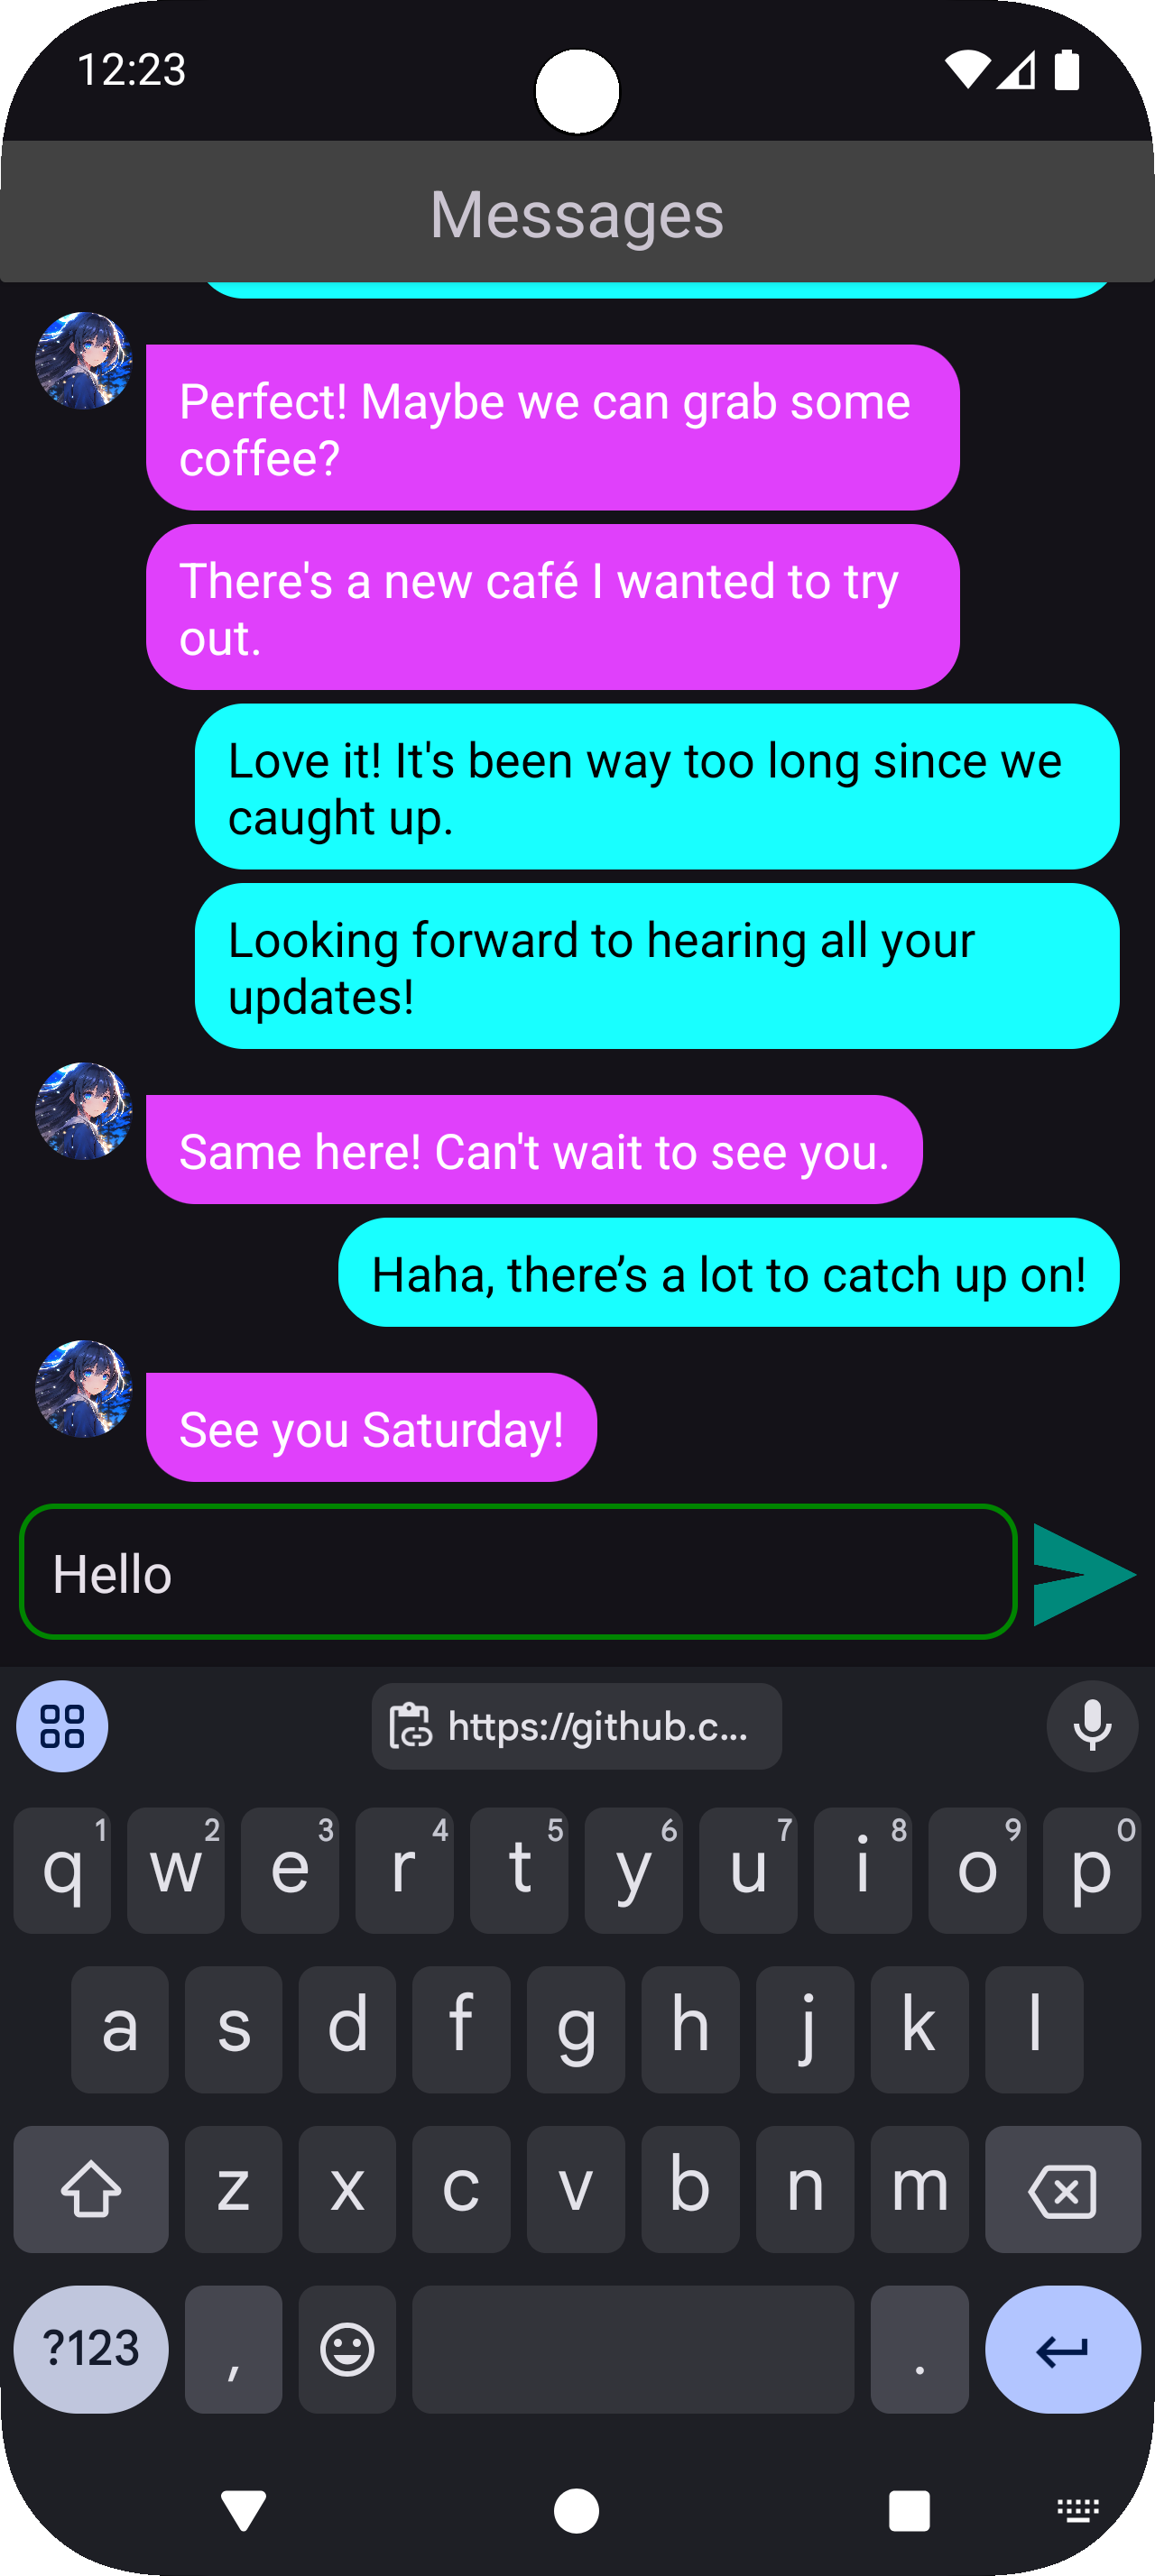 12:23
Messages
Perfect! Maybe we can grab some
coffee?
There's a new café I wanted to try
out.
Love it! It's been way too long since we
caught up.
Looking forward to hearing all your
updates!
Same here! Can't wait to see you.
Haha, there’s a lot to catch up on!
See you Saturday!
Hello
https://github.c...
1 2 3 4 5 6 7 8 9 0
q w e r t y u i o p
a s d f g h j k l
z x c v b n m
?123 , .